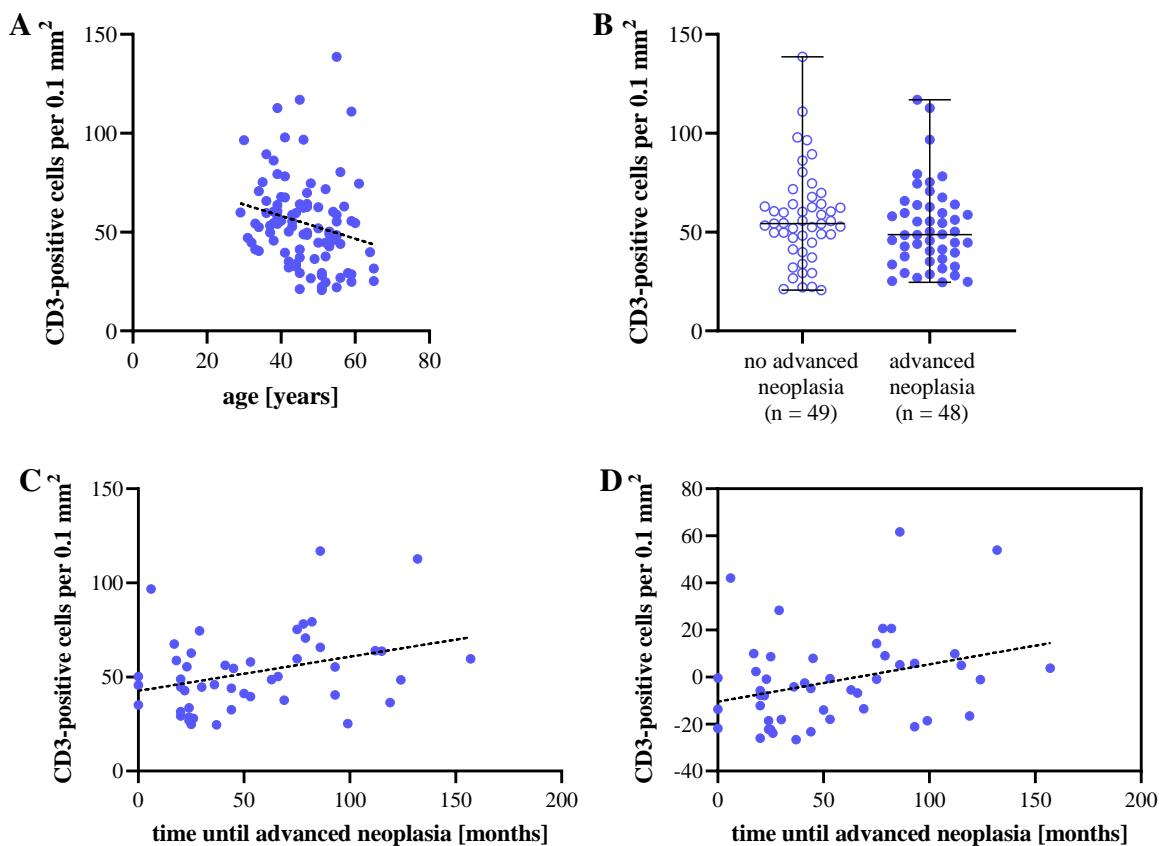 A
CD3-positive cells per 0.1 mm²
150
100
50
0
0 20 40 60 80
age [years]
B
CD3-positive cells per 0.1 mm²
150
100
50
0
no advanced
neoplasia
(n = 49)
advanced
neoplasia
(n = 48)
C
CD3-positive cells per 0.1 mm²
150
100
50
0
0 50 100 150 200
time until advanced neoplasia [months]
D
CD3-positive cells per 0.1 mm²
80
60
40
20
0
-20
-40
0 50 100 150 200
time until advanced neoplasia [months]